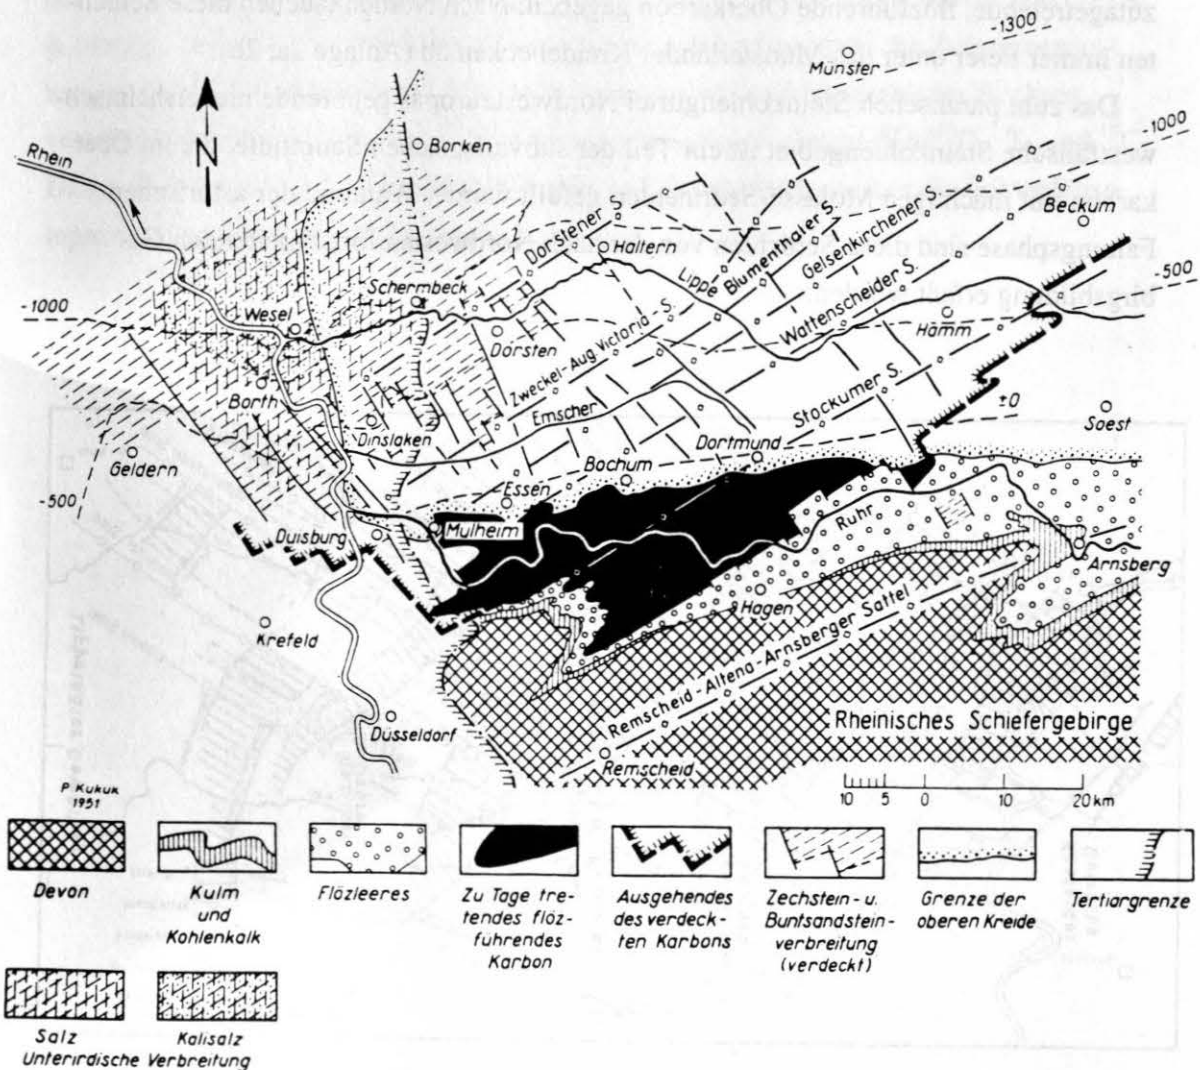 -1300
Münster
-1000
Borken
Rhein
N
Beckum
Dorstener
Haltern
Gelsenkirchener
Blumenthaler S.
Lippe
-500
Schermbeck
-1000
Wesel
Wattenscheider S.
Hamm
Dorsten
Zweckel-Aug. Victoria-S.
Borth
Stockumer S.
±0
Emscher
Soest
Dinslaken
Dortmund
Geldern
Bochum
-500
Essen
Ruhr
Mülheim
Duisburg
Arnsberg
Hagen
Krefeld
Remscheid-Altena-Arnsberger Sattel
Rheinisches Schiefergebirge
Düsseldorf
Remscheid
P. Kukuk
1951
10 5 0 10 20 km
Devon
Kulm
und
Kohlenkalk
Flözleeres
Zu Tage tre-
tendes flöz-
führendes
Karbon
Ausgehendes
des verdeck-
ten Karbons
Zechstein- u.
Buntsandstein-
verbreitung
(verdeckt)
Grenze der
oberen Kreide
Tertiärgrenze
Salz
Kalisalz
Unterirdische Verbreitung